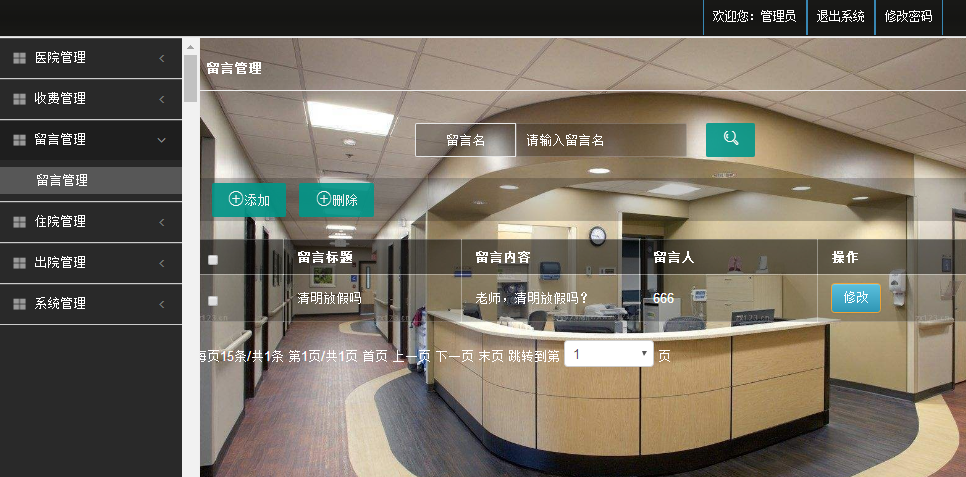 欢迎您：管理员 退出系统 修改密码
医院管理
收费管理
留言管理
留言管理
住院管理
出院管理
系统管理
留言管理
留言名 请输入留言名
添加 删除
留言标题 留言内容 留言人 操作
清明放假吗 老师，清明放假吗？ 666 修改
每页15条/共1条 第1页/共1页 首页 上一页 下一页 末页 跳转到第 1 页